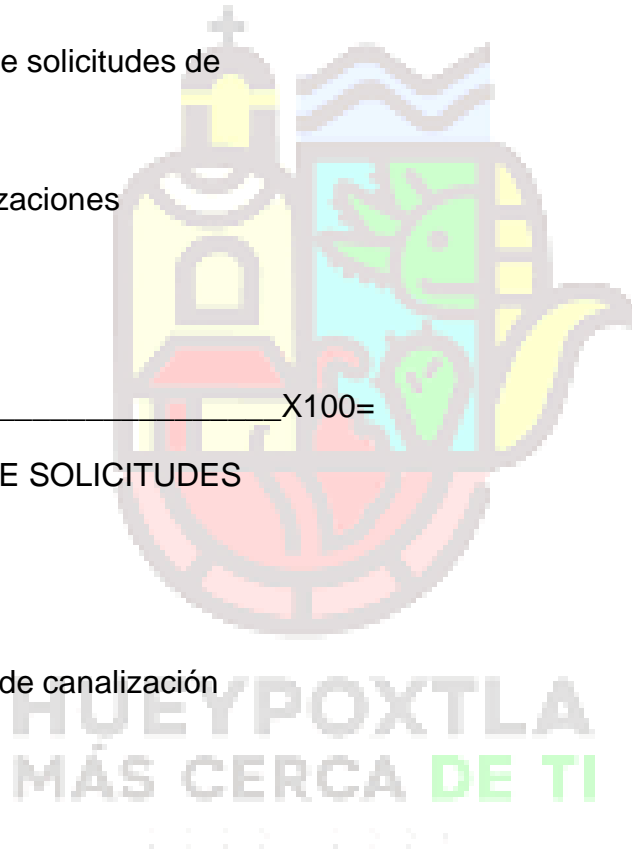 e solicitudes de
zaciones
________________X100=
E SOLICITUDES
de canalización
HUEYPOXTLA
MÁS CERCA DE TI